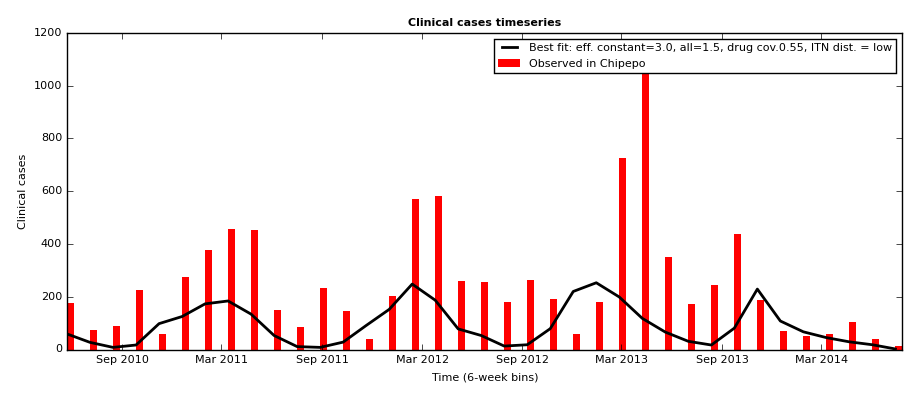 Clinical cases timeseries
1200
1000
800
600
400
200
0
Clinical cases
Best fit: eff. constant=3.0, all=1.5, drug cov.0.55, ITN dist. = low
Observed in Chipepo
Sep 2010 Mar 2011 Sep 2011 Mar 2012 Sep 2012 Mar 2013 Sep 2013 Mar 2014
Time (6-week bins)